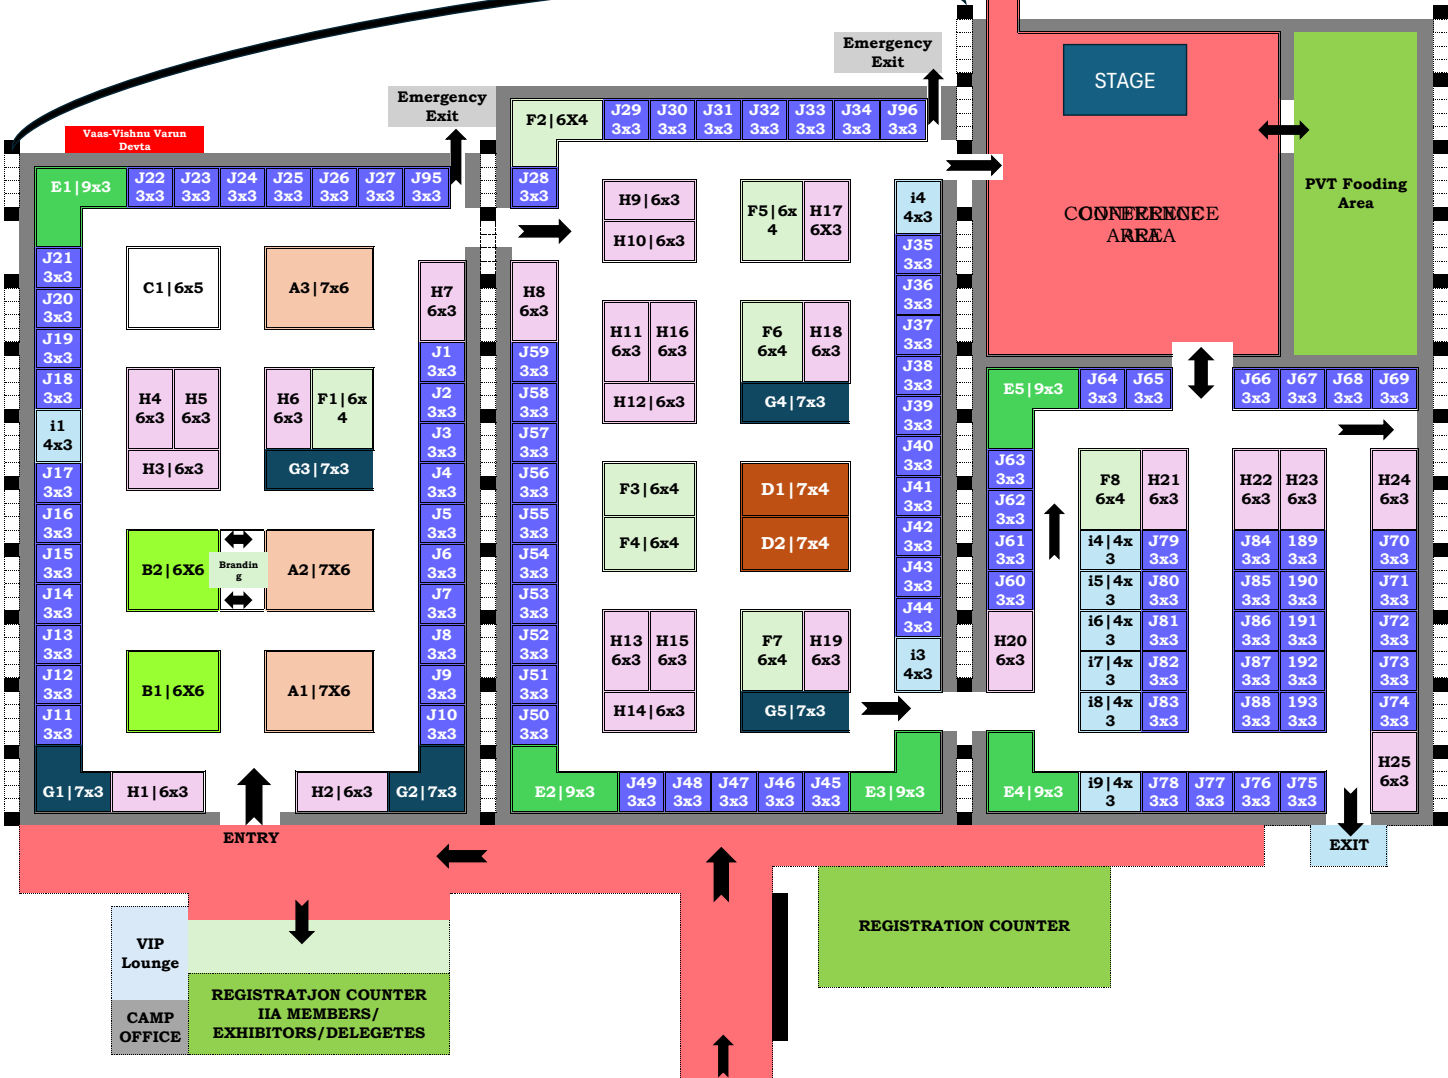 Emergency
Exit
STAGE
Emergency
Exit
Vaas-Vishnu Varun
Devta
PVT Fooding
Area
CONFERENCE
AREA
CONFERENCE
AREA
E1|9x3
J22
3x3
J23
3x3
J24
3x3
J25
3x3
J26
3x3
J27
3x3
J95
3x3
J21
3x3
J20
3x3
J19
3x3
J18
3x3
i1
4x3
J17
3x3
J16
3x3
J15
3x3
J14
3x3
J13
3x3
J12
3x3
J11
3x3
G1|7x3
H1|6x3
C1|6x5
A3|7x6
H4
6x3
H5
6x3
H6
6x3
F1|6x
4
H3|6x3
G3|7x3
B2|6X6
Brandin
g
A2|7X6
B1|6X6
A1|7X6
H7
6x3
J1
3x3
J2
3x3
J3
3x3
J4
3x3
J5
3x3
J6
3x3
J7
3x3
J8
3x3
J9
3x3
J10
3x3
H2|6x3
G2|7x3
F2|6X4
J29
3x3
J30
3x3
J31
3x3
J32
3x3
J33
3x3
J34
3x3
J96
3x3
J28
3x3
H8
6x3
J59
3x3
J58
3x3
J57
3x3
J56
3x3
J55
3x3
J54
3x3
J53
3x3
J52
3x3
J51
3x3
J50
3x3
E2|9x3
H9|6x3
H10|6x3
F5|6x
4
H17
6X3
H11
6x3
H16
6x3
H12|6x3
F6
6x4
H18
6x3
G4|7x3
F3|6x4
F4|6x4
D1|7x4
D2|7x4
H13
6x3
H15
6x3
H14|6x3
F7
6x4
H19
6x3
G5|7x3
i4
4x3
J35
3x3
J36
3x3
J37
3x3
J38
3x3
J39
3x3
J40
3x3
J41
3x3
J42
3x3
J43
3x3
J44
3x3
i3
4x3
J49
3x3
J48
3x3
J47
3x3
J46
3x3
J45
3x3
E3|9x3
E5|9x3
J64
3x3
J65
3x3
J66
3x3
J67
3x3
J68
3x3
J69
3x3
J63
3x3
J62
3x3
J61
3x3
J60
3x3
H20
6x3
F8
6x4
H21
6x3
i4|4x
3
J79
3x3
i5|4x
3
J80
3x3
i6|4x
3
J81
3x3
i7|4x
3
J82
3x3
i8|4x
3
J83
3x3
H22
6x3
H23
6x3
J84
3x3
189
3x3
J85
3x3
190
3x3
J86
3x3
191
3x3
J87
3x3
192
3x3
J88
3x3
193
3x3
H24
6x3
J70
3x3
J71
3x3
J72
3x3
J73
3x3
J74
3x3
H25
6x3
E4|9x3
i9|4x
3
J78
3x3
J77
3x3
J76
3x3
J75
3x3
ENTRY
EXIT
REGISTRATION COUNTER
VIP
Lounge
CAMP
OFFICE
REGISTRATJON COUNTER
IIA MEMBERS/
EXHIBITORS/DELEGETES